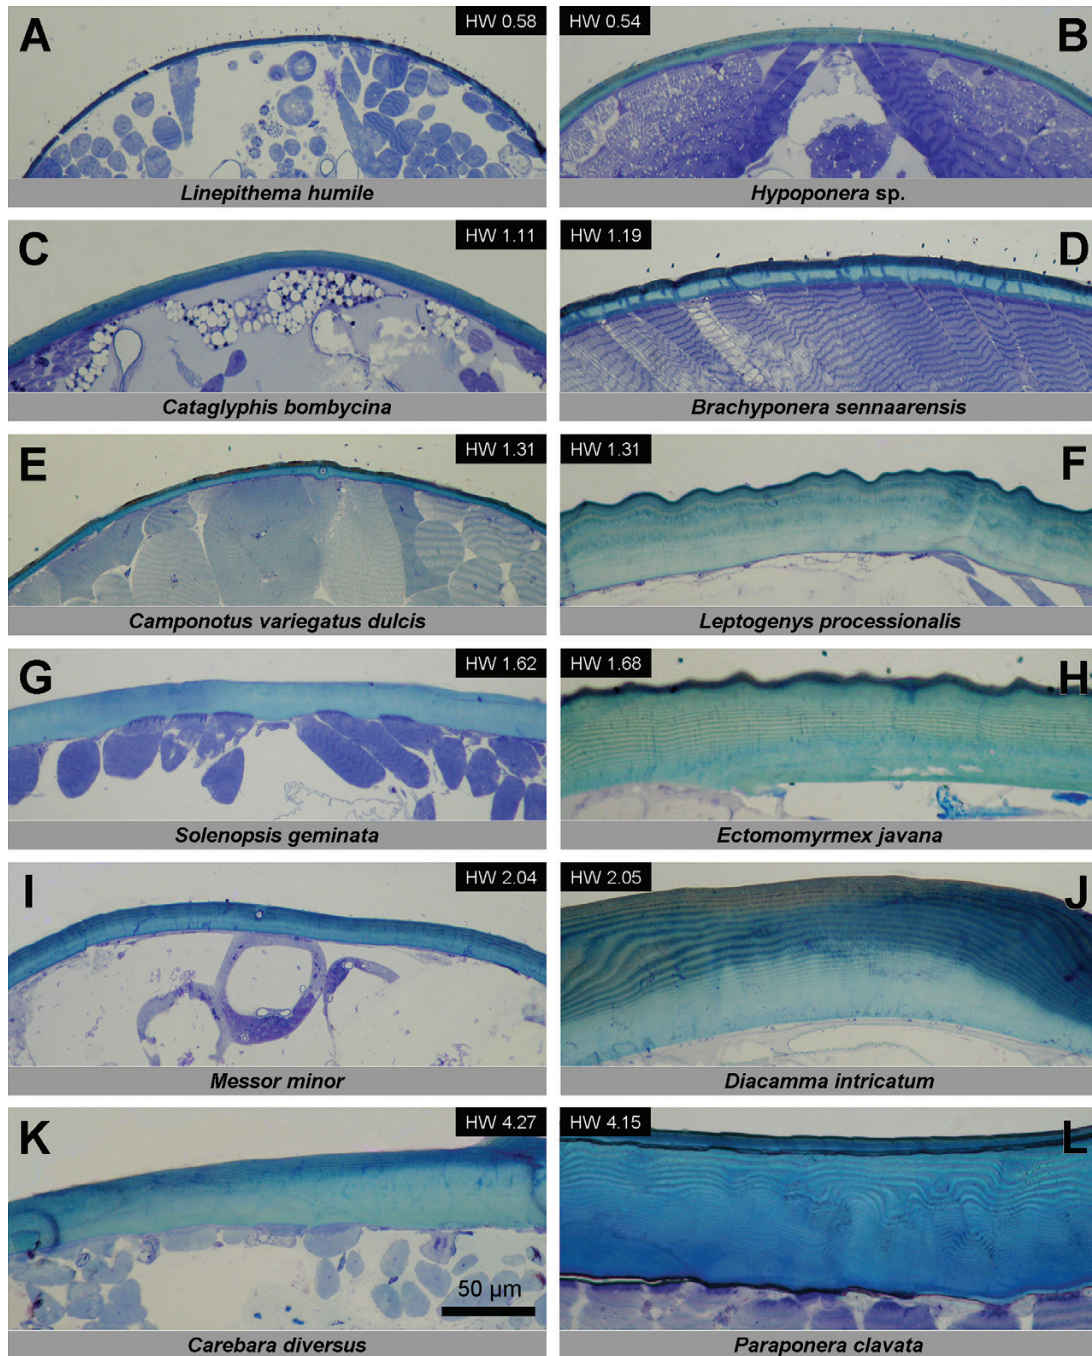 A
HW 0.58
Linepithema humile
HW 0.54
B
Hypoponera sp.
C
HW 1.11
Cataglyphis bombycina
HW 1.19
D
Brachyponera sennaarensis
E
HW 1.31
Camponotus variegatus dulcis
HW 1.31
F
Leptogenys processionalis
G
HW 1.62
Solenopsis geminata
HW 1.68
H
Ectomomyrmex javana
I
HW 2.04
Messor minor
HW 2.05
J
Diacamma intricatum
K
HW 4.27
50 µm
Carebara diversus
HW 4.15
L
Paraponera clavata